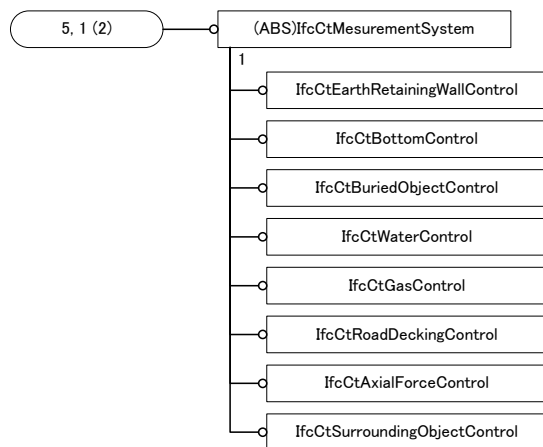 5, 1 (2)
(ABS)IfcCtMesurementSystem
1
IfcCtEarthRetainingWallControl
IfcCtBottomControl
IfcCtBuriedObjectControl
IfcCtWaterControl
IfcCtGasControl
IfcCtRoadDeckingControl
IfcCtAxialForceControl
IfcCtSurroundingObjectControl